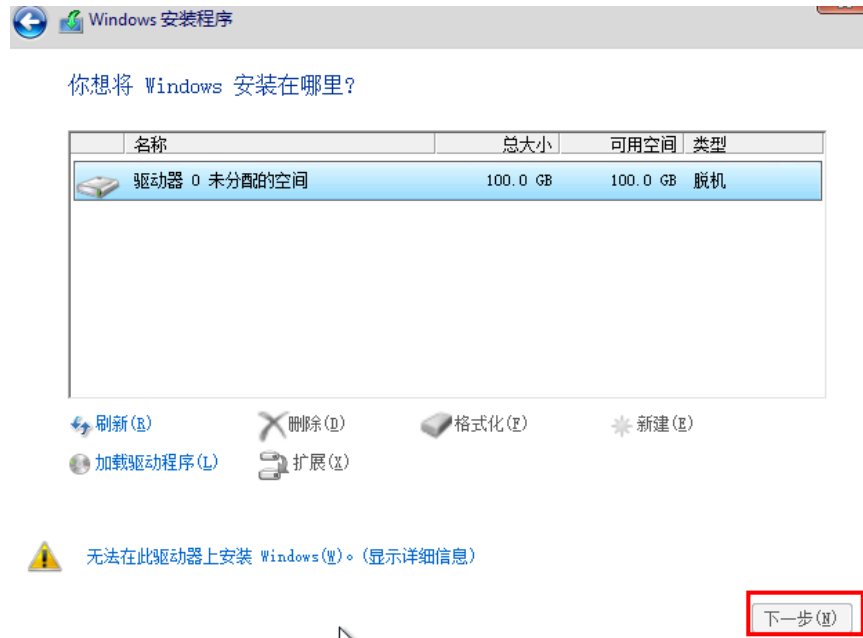 Windows 安装程序
你想将 Windows 安装在哪里?
名称 总大小 可用空间 类型
驱动器 0 未分配的空间 100.0 GB 100.0 GB 脱机
刷新(R) 删除(D) 格式化(F) 新建(E)
加载驱动程序(L) 扩展(X)
无法在此驱动器上安装 Windows(W)。(显示详细信息)
下一步(N)